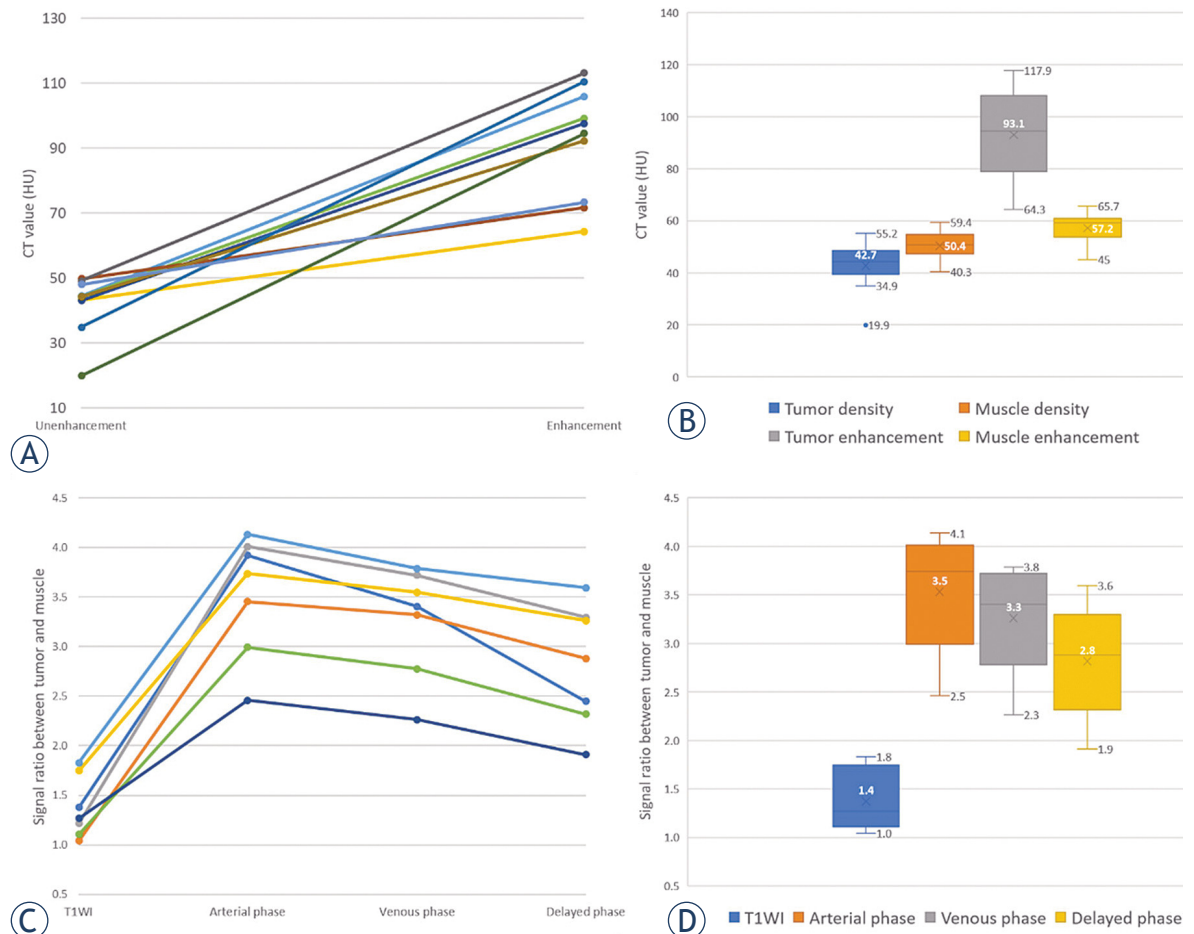 130
110
90
70
50
30
10
CT value (HU)
Unenhancement
Enhancement
A
140
120
100
80
60
40
20
0
CT value (HU)
55.2
42.7
34.9
19.9
59.4
50.4
40.3
117.9
93.1
64.3
65.7
57.2
45
Tumor density
Muscle density
Tumor enhancement
Muscle enhancement
B
4.5
4.0
3.5
3.0
2.5
2.0
1.5
1.0
0.5
Signal ratio between tumor and muscle
T1WI
Arterial phase
Venous phase
Delayed phase
C
4.5
4.0
3.5
3.0
2.5
2.0
1.5
1.0
0.5
Signal ratio between tumor and muscle
1.8
1.4
1.0
4.1
3.5
2.5
3.8
3.3
2.3
3.6
2.8
1.9
D
T1WI
Arterial phase
Venous phase
Delayed phase